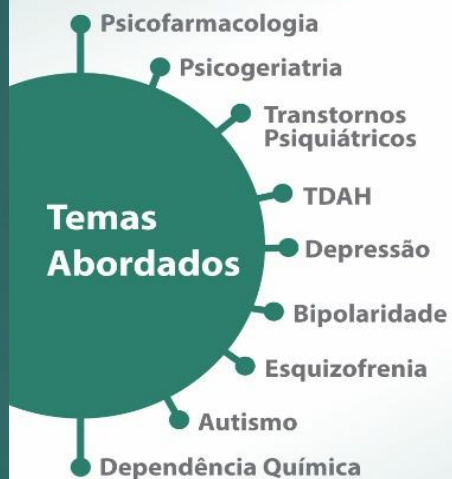 Psicofarmacologia
Psicogeriatria
Transtornos
Psiquiátricos
TDAH
Temas
Abordados
Depressão
Bipolaridade
Esquizofrenia
Autismo
Dependência Química